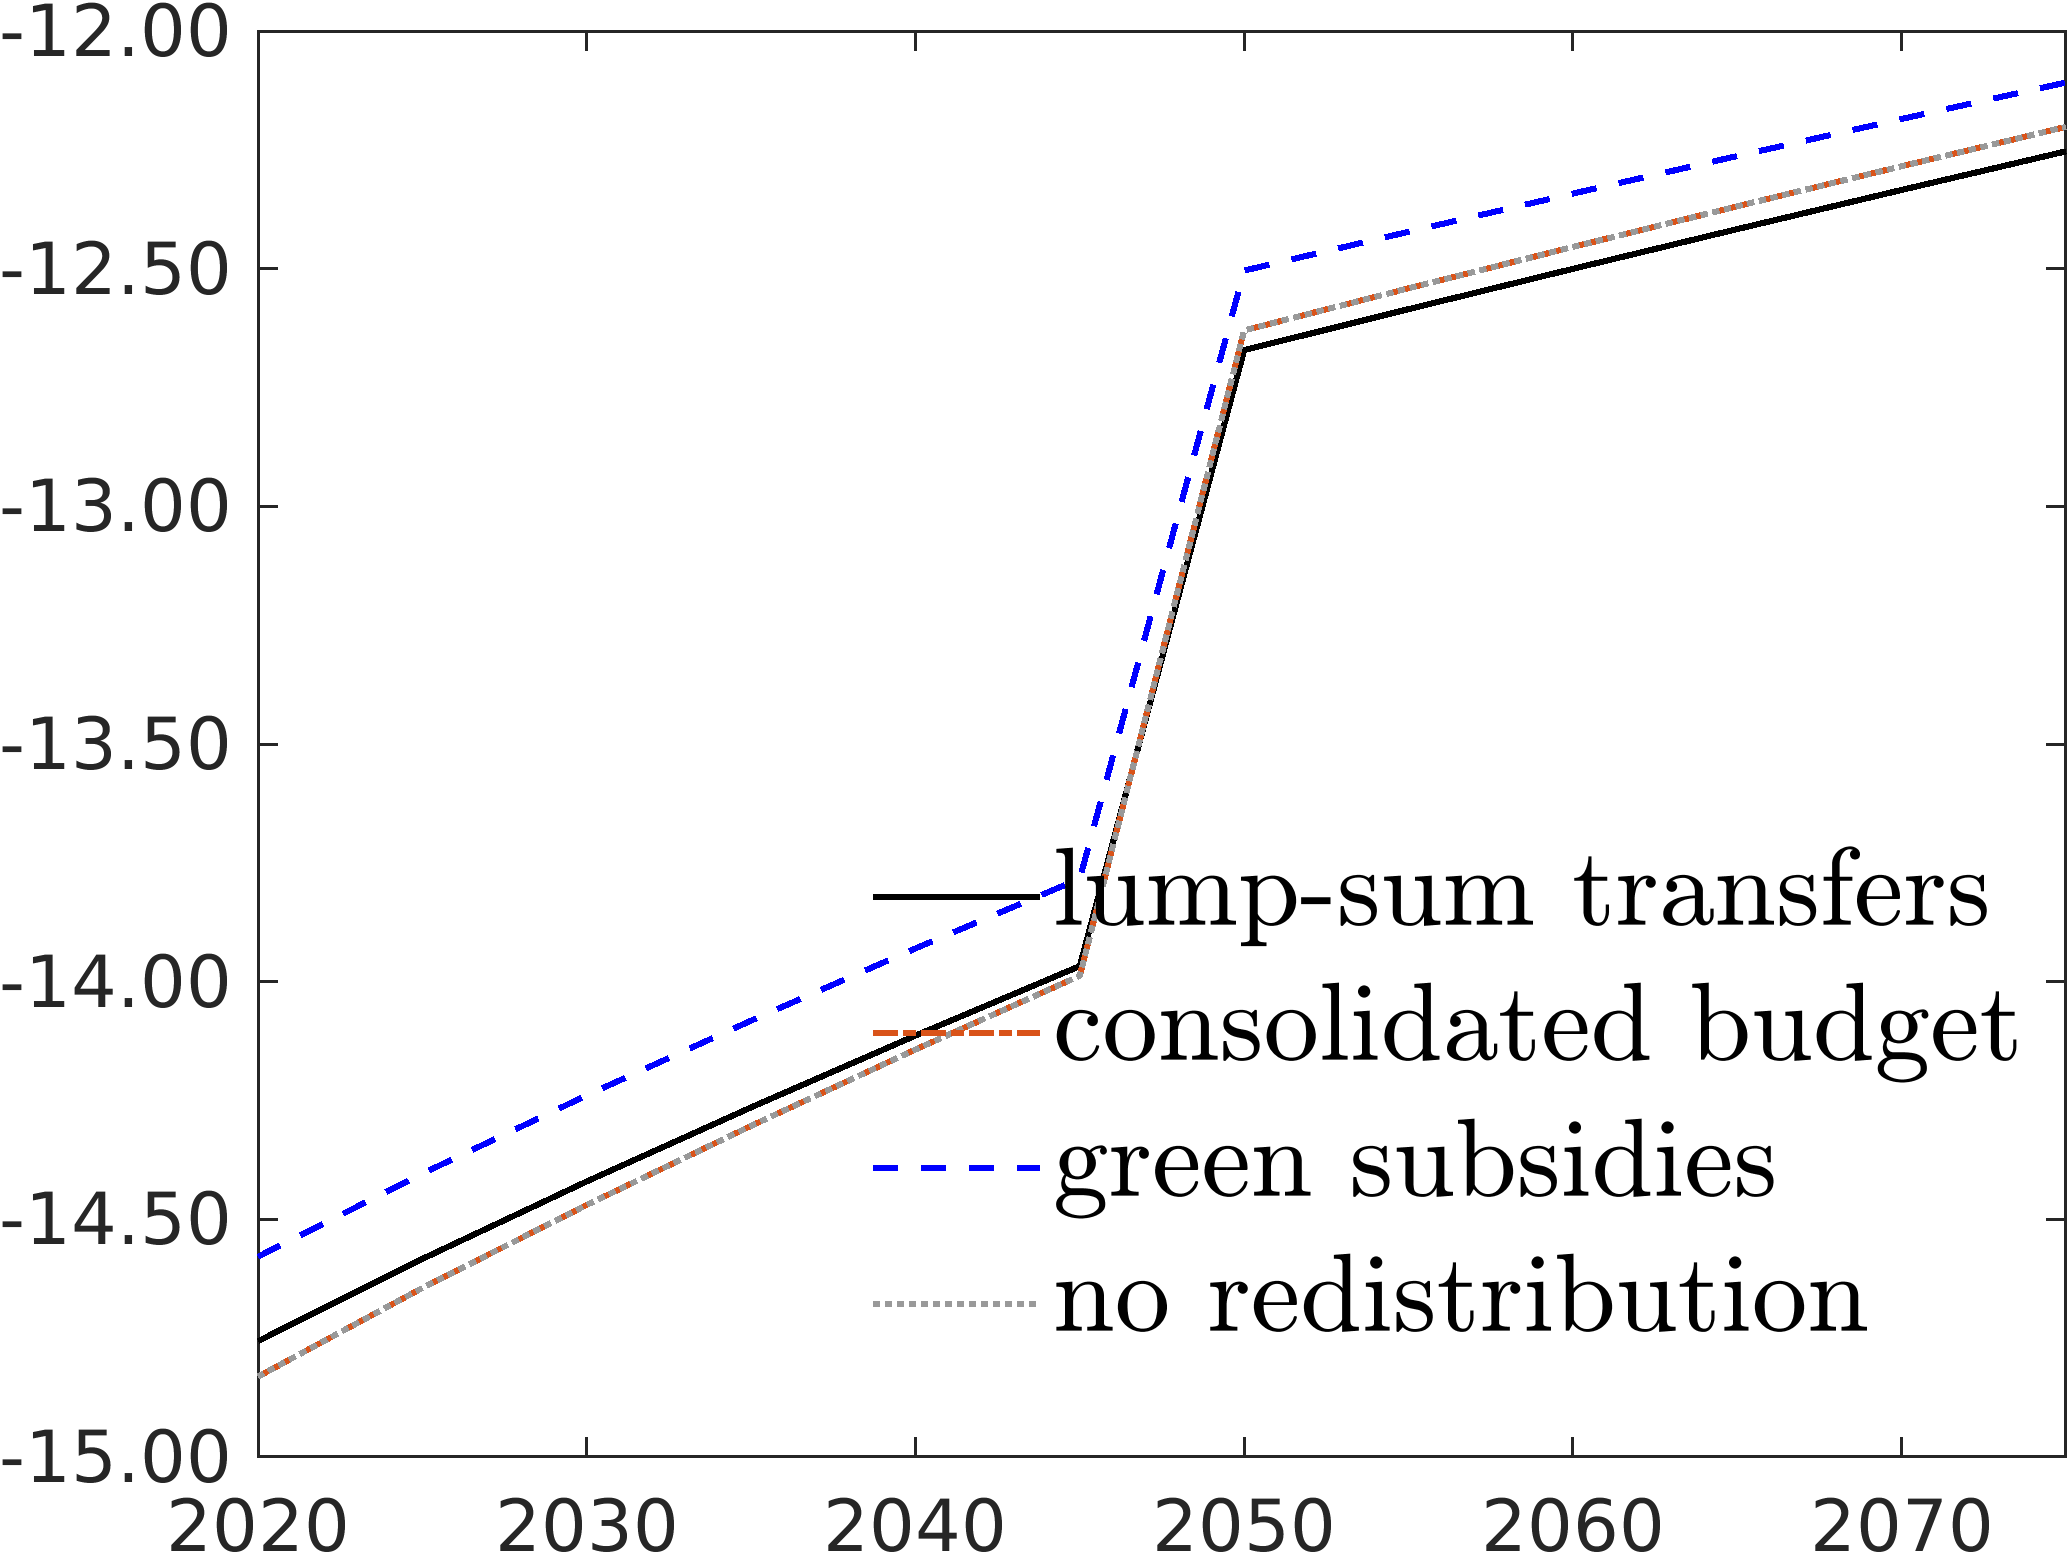 -12.00
-12.50
-13.00
-13.50
-14.00
-14.50
-15.00
2020 2030 2040 2050 2060 2070
lump-sum transfers
consolidated budget
green subsidies
no redistribution